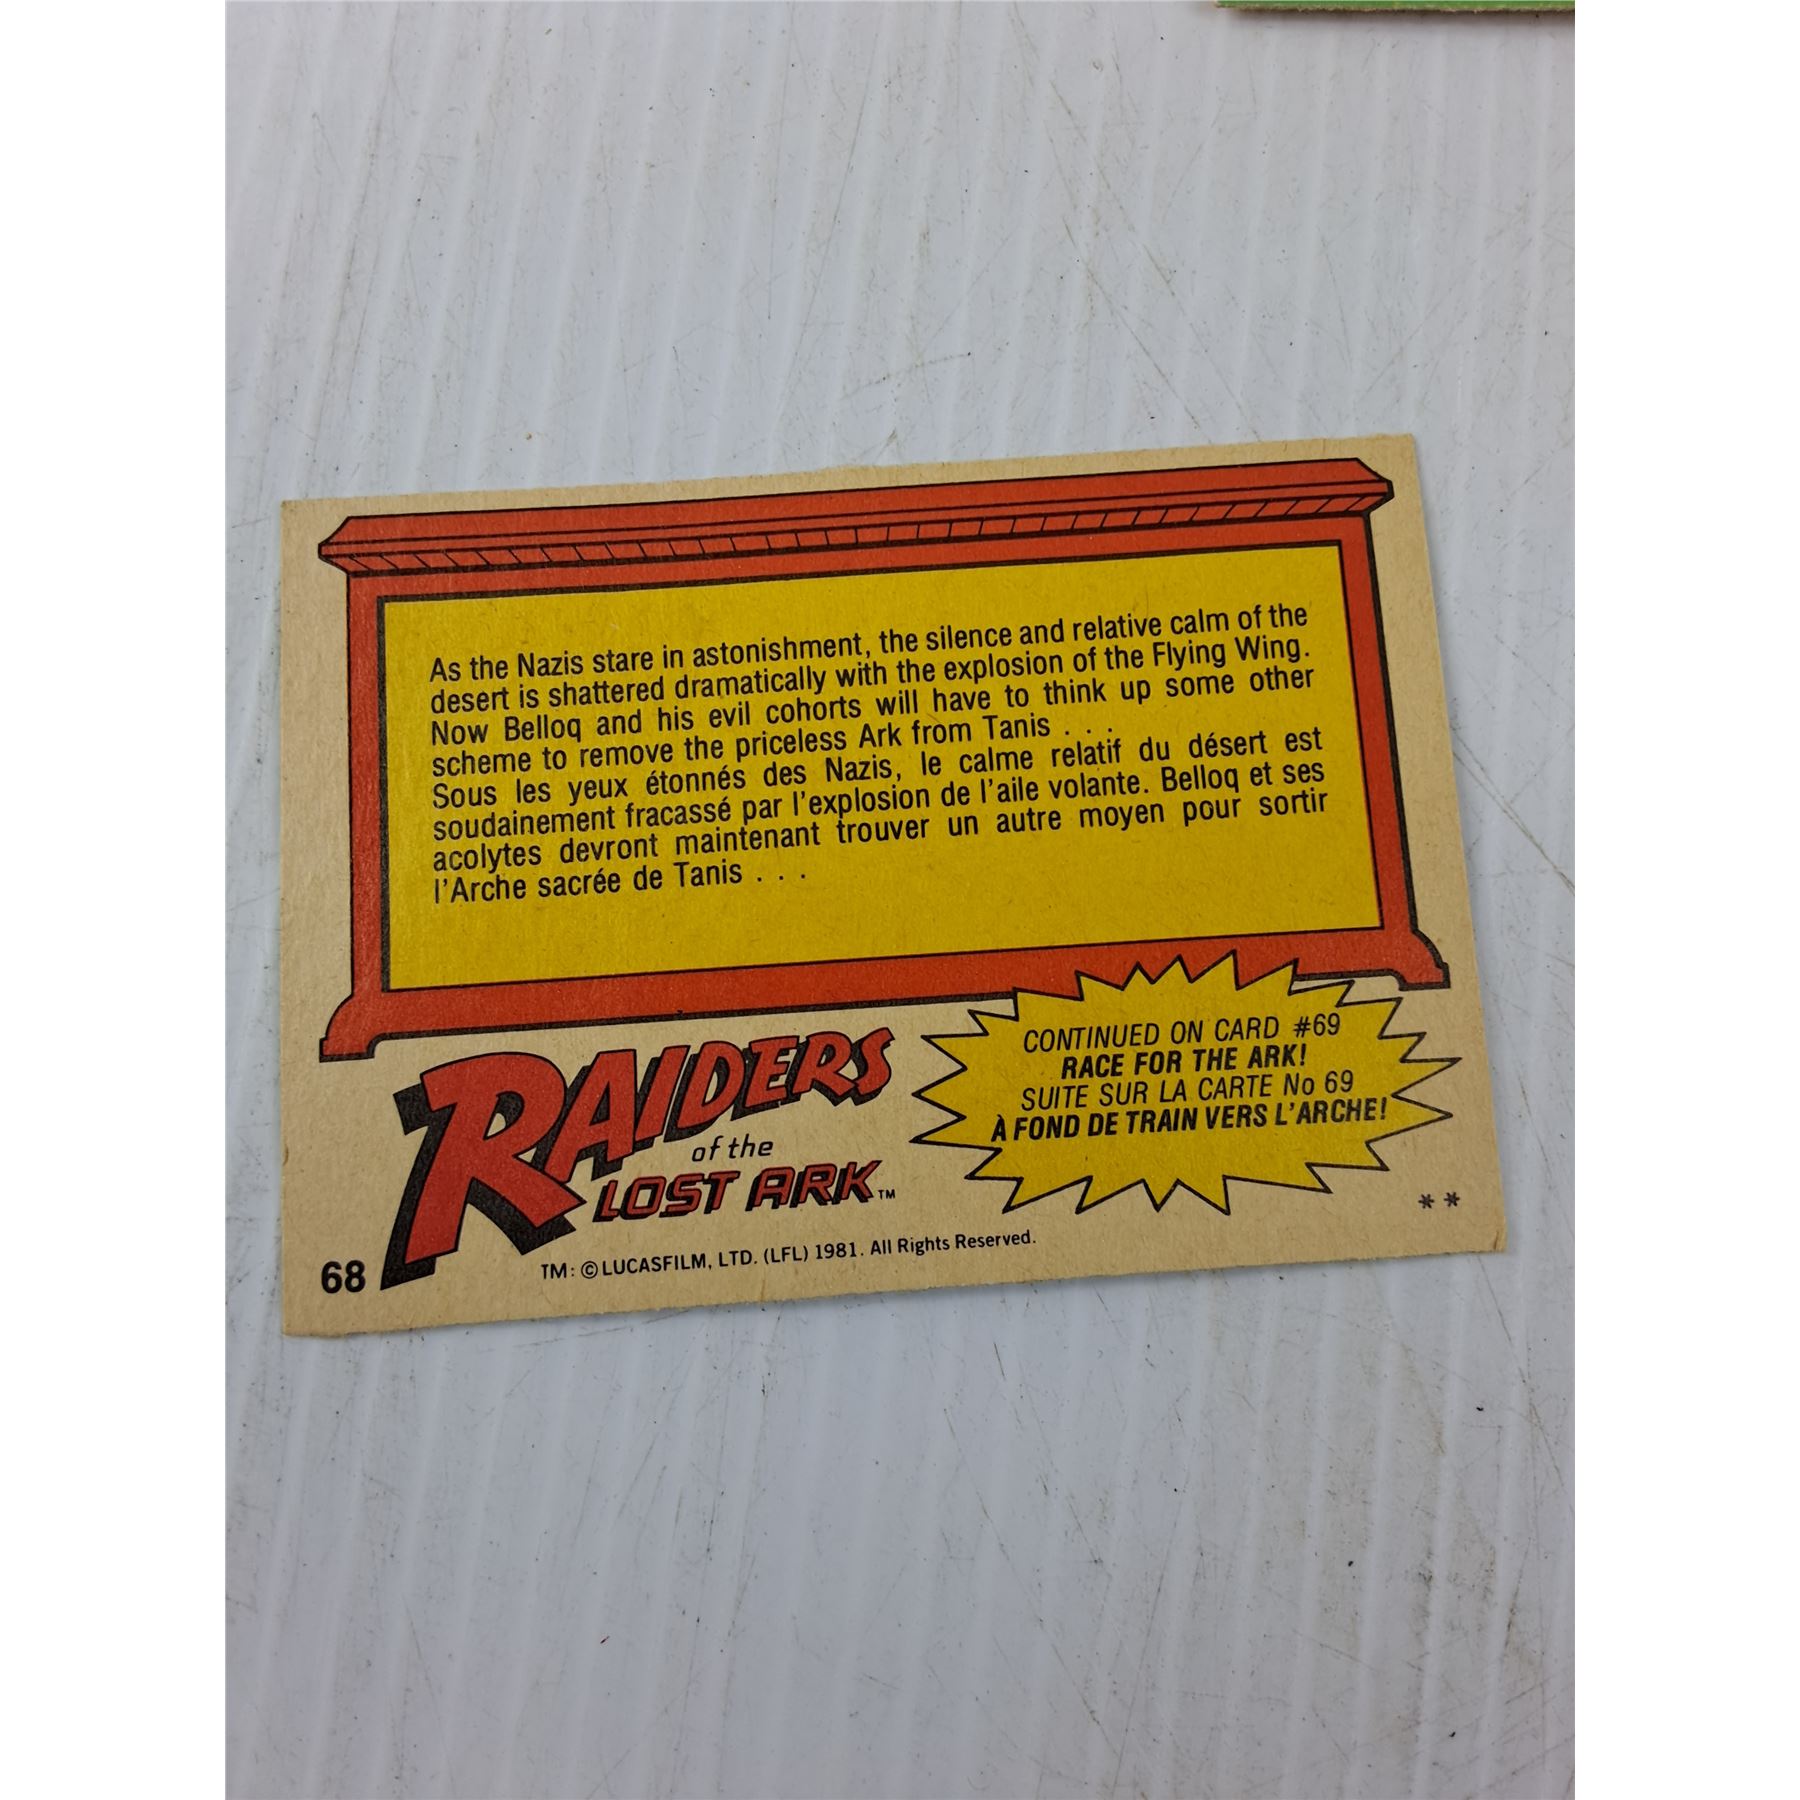 As the Nazis stare in astonishment, the silence and relative calm of the
desert is shattered dramatically with the explosion of the Flying Wing.
Now Belloq and his evil cohorts will have to think up some other
scheme to remove the priceless Ark from Tanis . . .
Sous les yeux étonnés des Nazis, le calme relatif du désert est
soudainement fracassé par l'explosion de l'aile volante. Belloq et ses
acolytes devront maintenant trouver un autre moyen pour sortir
l'Arche sacrée de Tanis . . .
CONTINUED ON CARD #69
RACE FOR THE ARK!
SUITE SUR LA CARTE No 69
À FOND DE TRAIN VERS L'ARCHE!
RAIDERS
of the
LOST ARK™
* *
68
TM: © LUCASFILM, LTD. (LFL) 1981. All Rights Reserved.